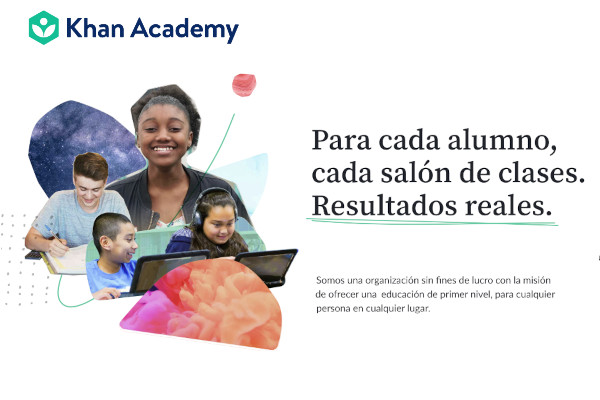 Khan Academy
Para cada alumno,
cada salón de clases.
Resultados reales.
Somos una organización sin fines de lucro con la misión
de ofrecer una educación de primer nivel, para cualquier
persona en cualquier lugar.